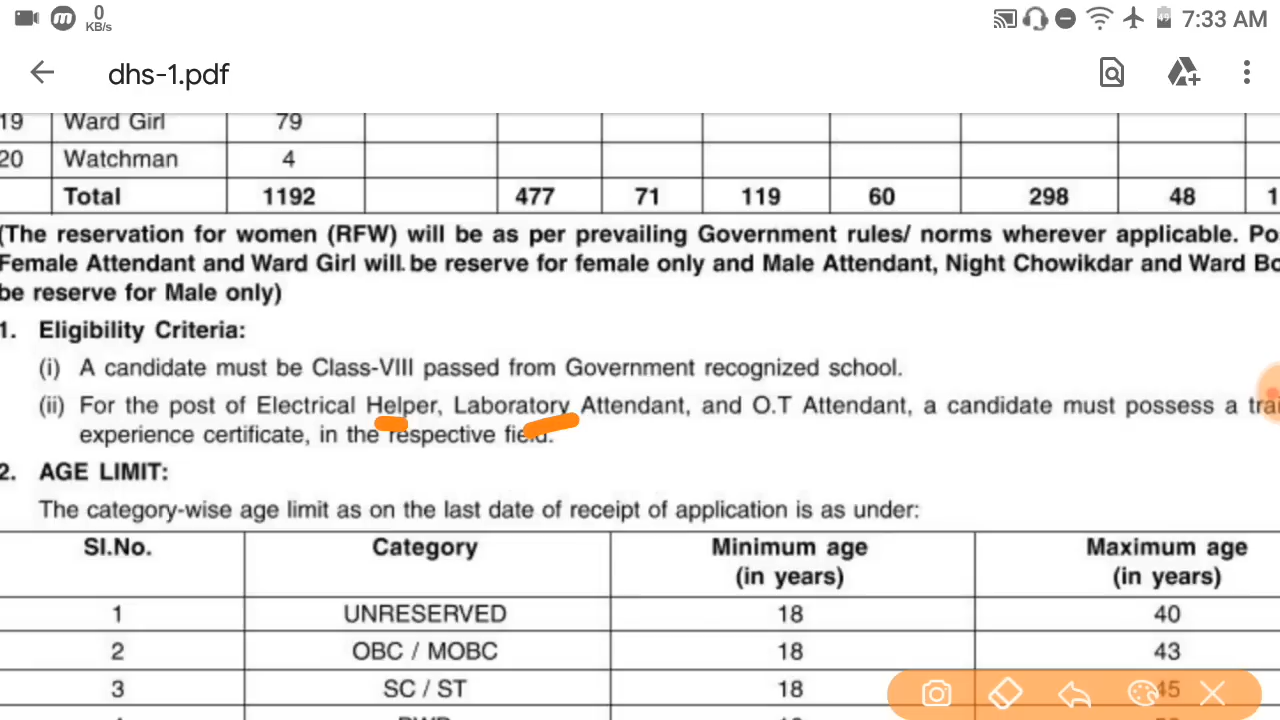 0
KB/s
49
7:33 AM
dhs-1.pdf
19 Ward Girl 79
20 Watchman 4
Total 1192 477 71 119 60 298 48 1
(The reservation for women (RFW) will be as per prevailing Government rules/ norms wherever applicable. Po
Female Attendant and Ward Girl will. be reserve for female only and Male Attendant, Night Chowikdar and Ward Bo
be reserve for Male only)
1. Eligibility Criteria:
(i) A candidate must be Class-VIII passed from Government recognized school.
(ii) For the post of Electrical Helper, Laboratory Attendant, and O.T Attendant, a candidate must possess a trai
experience certificate, in the respective field.
2. AGE LIMIT:
The category-wise age limit as on the last date of receipt of application is as under:
SI.No. Category Minimum age Maximum age
(in years) (in years)
1 UNRESERVED 18 40
2 OBC / MOBC 18 43
3 SC / ST 18 45